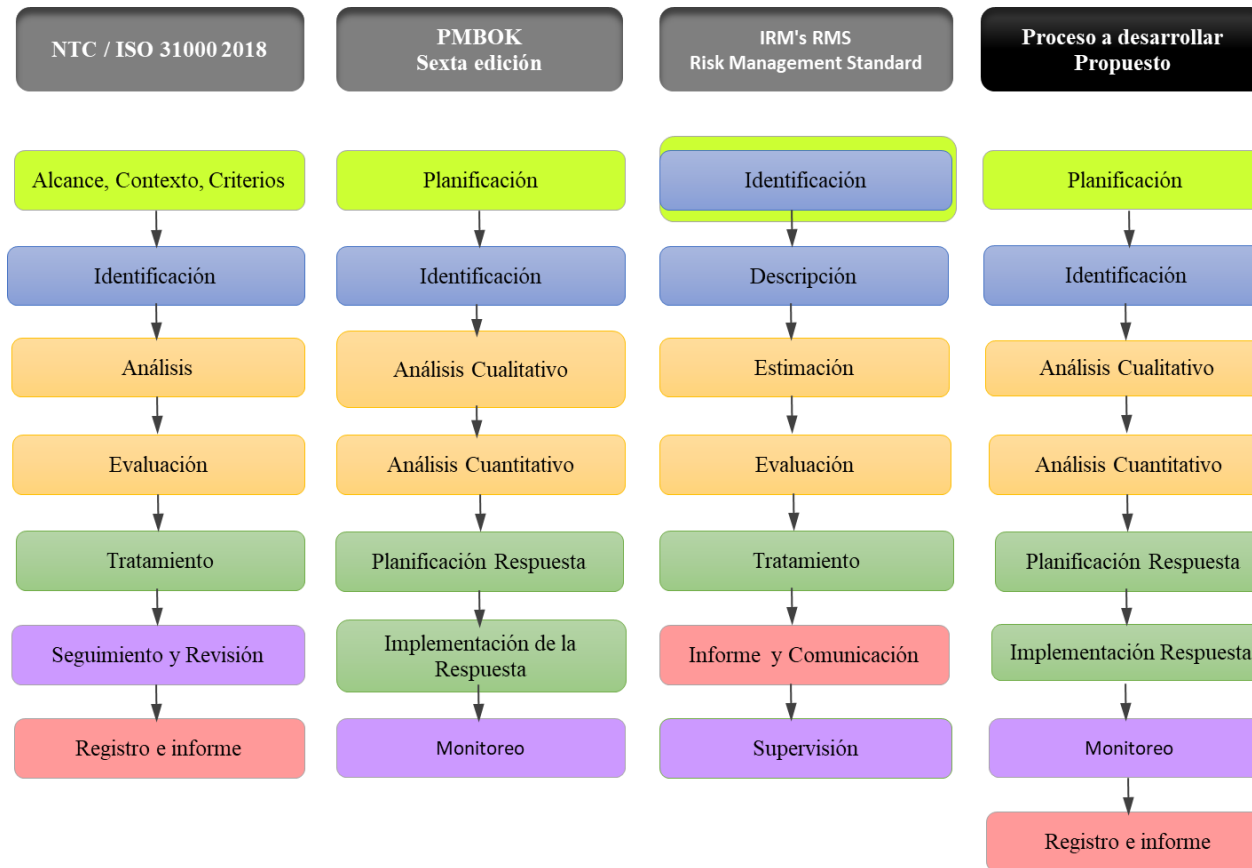 NTC / ISO 31000 2018
PMBOK
Sexta edición
IRM's RMS
Risk Management Standard
Proceso a desarrollar
Propuesto
Alcance, Contexto, Criterios
Planificación
Identificación
Planificación
Identificación
Identificación
Descripción
Identificación
Análisis
Análisis Cualitativo
Estimación
Análisis Cualitativo
Evaluación
Análisis Cuantitativo
Evaluación
Análisis Cuantitativo
Tratamiento
Planificación Respuesta
Tratamiento
Planificación Respuesta
Seguimiento y Revisión
Implementación de la
Respuesta
Informe y Comunicación
Implementación Respuesta
Registro e informe
Monitoreo
Supervisión
Monitoreo
Registro e informe